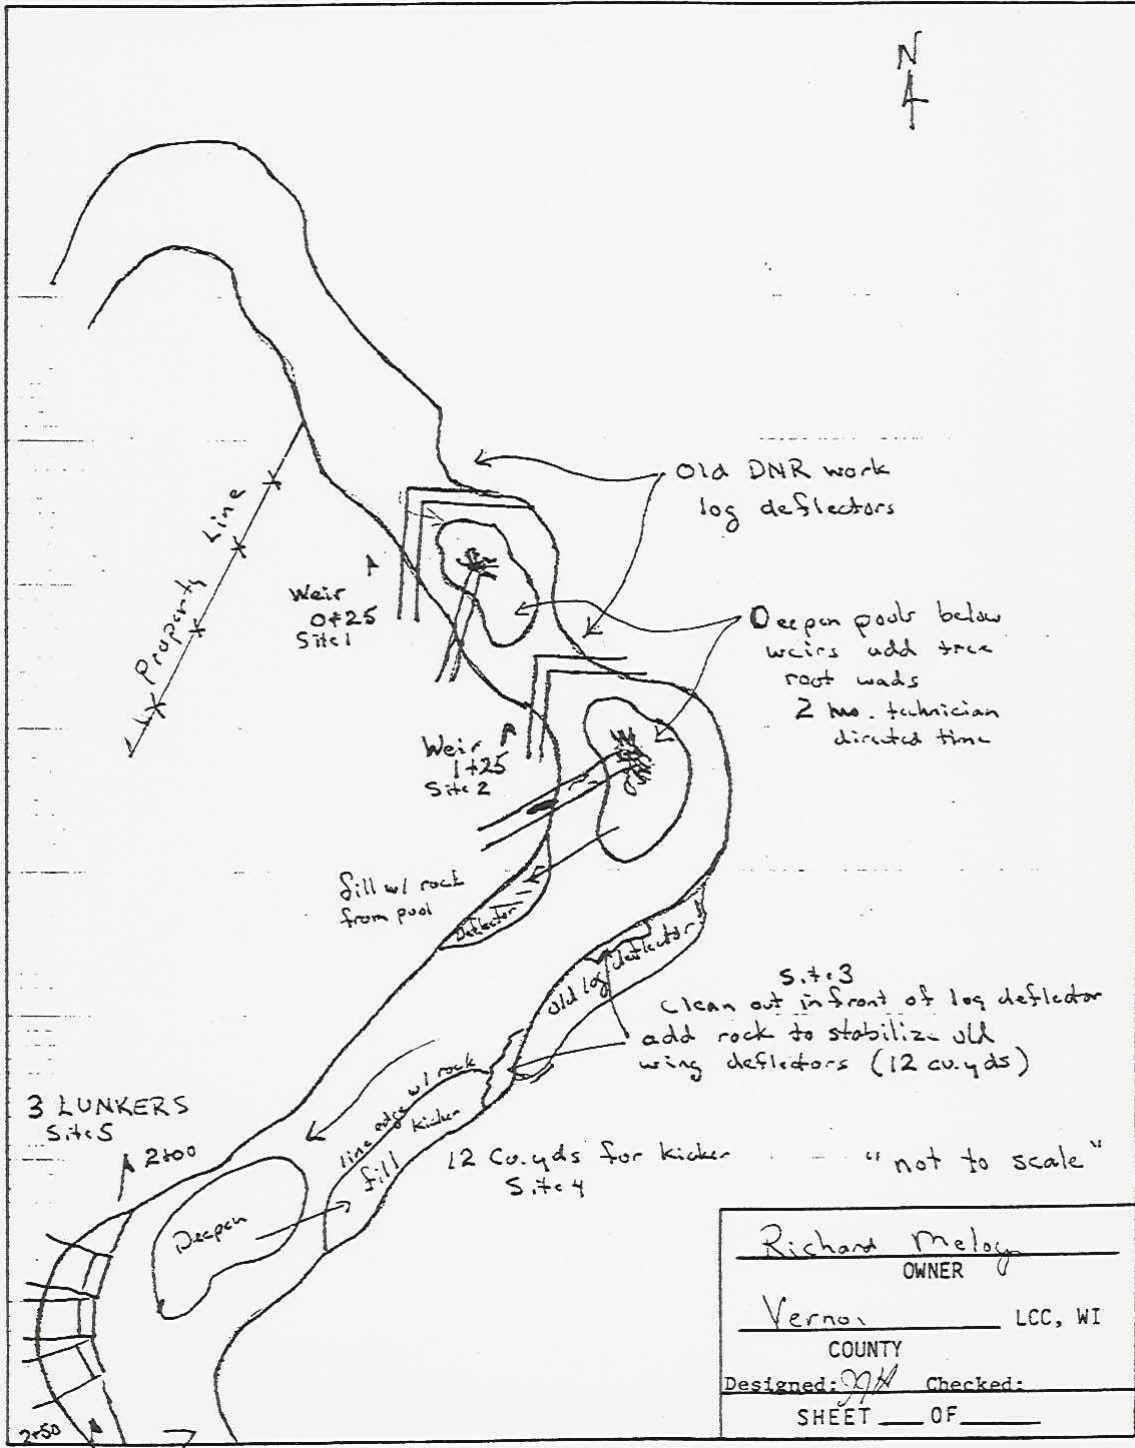 N
Old DNR work
log deflectors
Property Line
Weir
0+25
Site 1
Deepen pools below
weirs add tree
root wads
2 hrs. technician
directed time
Weir
1+25
Site 2
fill w/ rock
from pool
Deflector
Old log deflector
Site 3
Clean out in front of log deflector
add rock to stabilize old
wing deflectors (12 cu.yds)
line edge w/ rock
kicker
fill
12 Cu.yds for kicker
Site 4
3 LUNKERS
Site 5
2+00
Deepen
"not to scale"
2+50
Richard Meloy
OWNER
Vernon LCC, WI
COUNTY
Designed: Checked:
SHEET OF